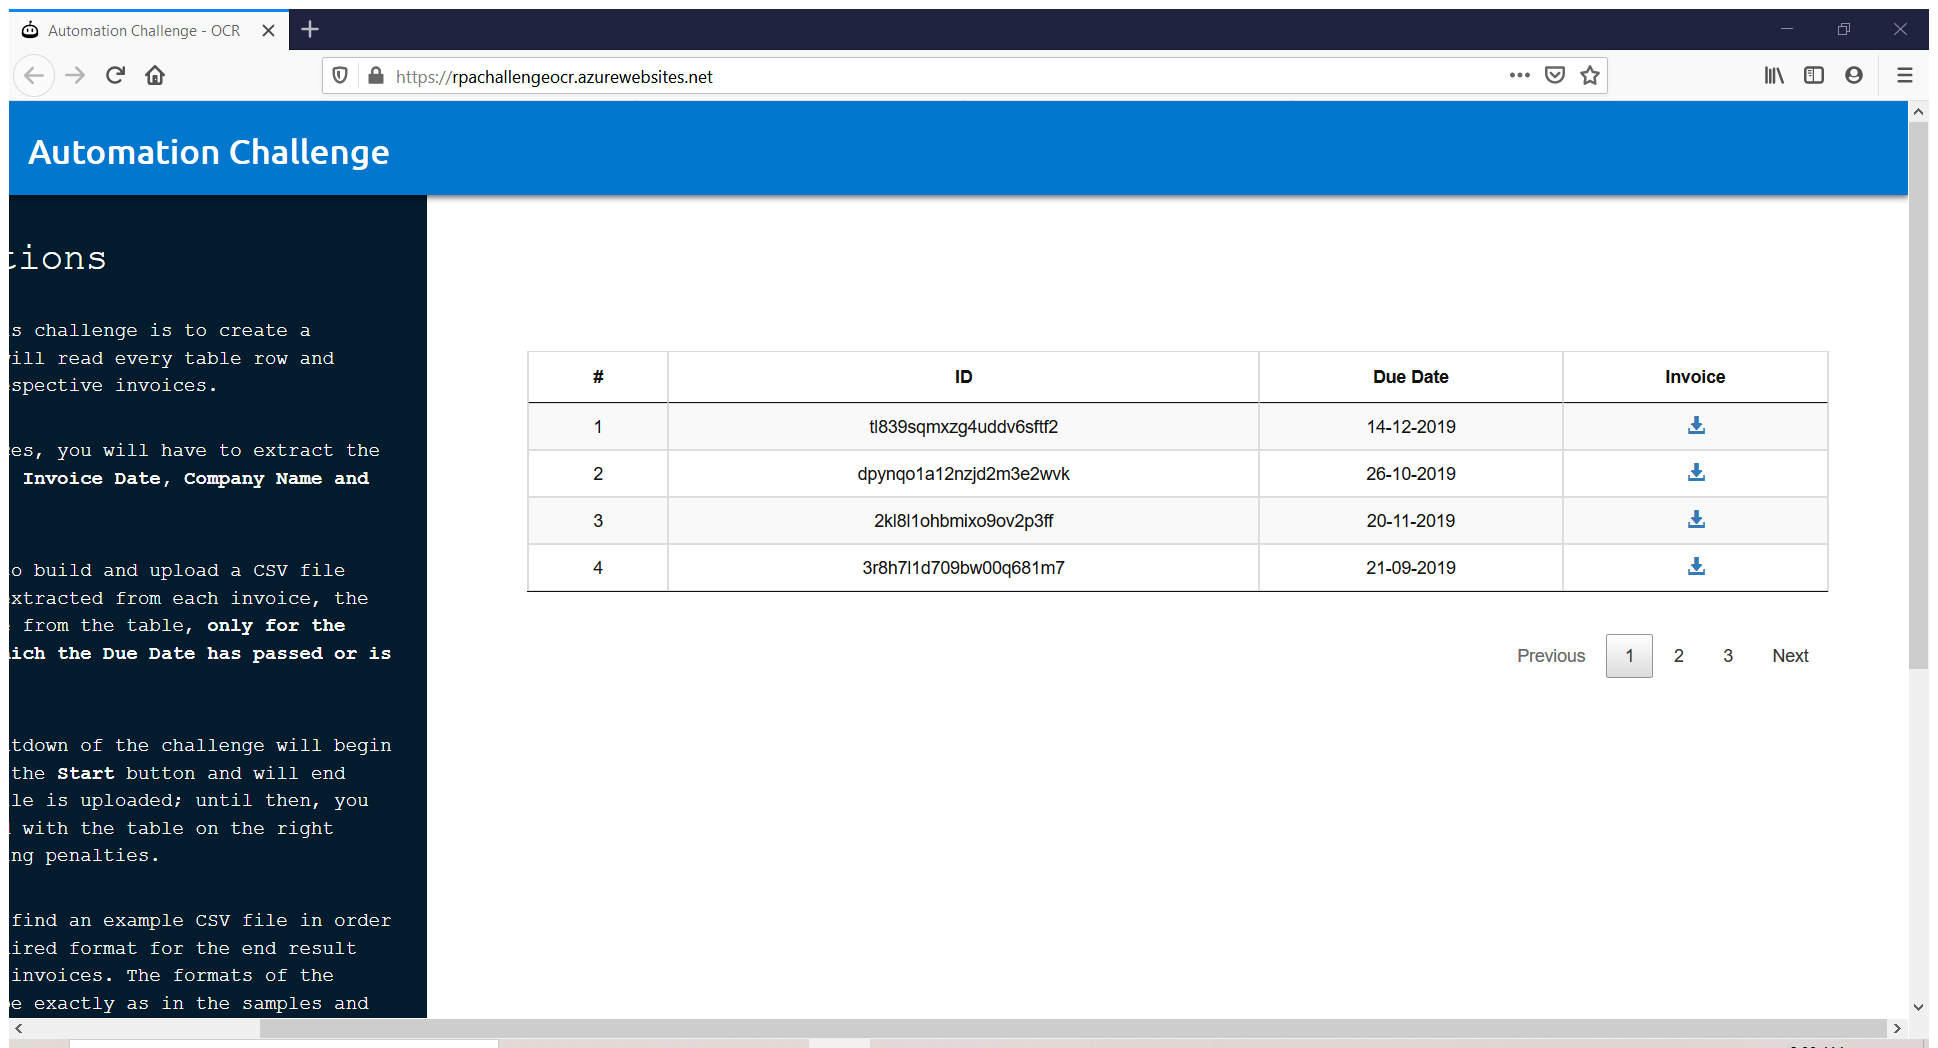 Automation Challenge - OCR
https://rpachallengeocr.azurewebsites.net
Automation Challenge
tions
s challenge is to create a
will read every table row and
espective invoices.
es, you will have to extract the
Invoice Date, Company Name and
o build and upload a CSV file
extracted from each invoice, the
from the table, only for the
ich the Due Date has passed or is
tdown of the challenge will begin
the Start button and will end
le is uploaded; until then, you
with the table on the right
ng penalties.
find an example CSV file in order
ired format for the end result
invoices. The formats of the
be exactly as in the samples and
# ID Due Date Invoice
1 tl839sqmxzg4uddv6sftf2 14-12-2019
2 dpynqo1a12nzjd2m3e2wvk 26-10-2019
3 2kl8l1ohbmixo9ov2p3ff 20-11-2019
4 3r8h7l1d709bw00q681m7 21-09-2019
Previous 1 2 3 Next